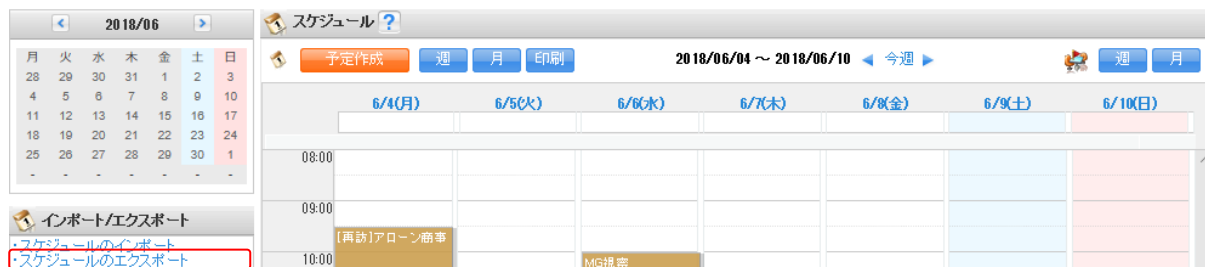 2018/06
月 火 水 木 金 土 日
28 29 30 31 1 2 3
4 5 6 7 8 9 10
11 12 13 14 15 16 17
18 19 20 21 22 23 24
25 26 27 28 29 30 1
- - - - - - -
インポート/エクスポート
・スケジュールのインポート
・スケジュールのエクスポート
スケジュール ?
予定作成 週 月 印刷 2018/06/04 ～ 2018/06/10 今週 週 月
6/4(月) 6/5(火) 6/6(水) 6/7(木) 6/8(金) 6/9(土) 6/10(日)
08:00
09:00
[再訪]アローン商事
10:00
MG視察